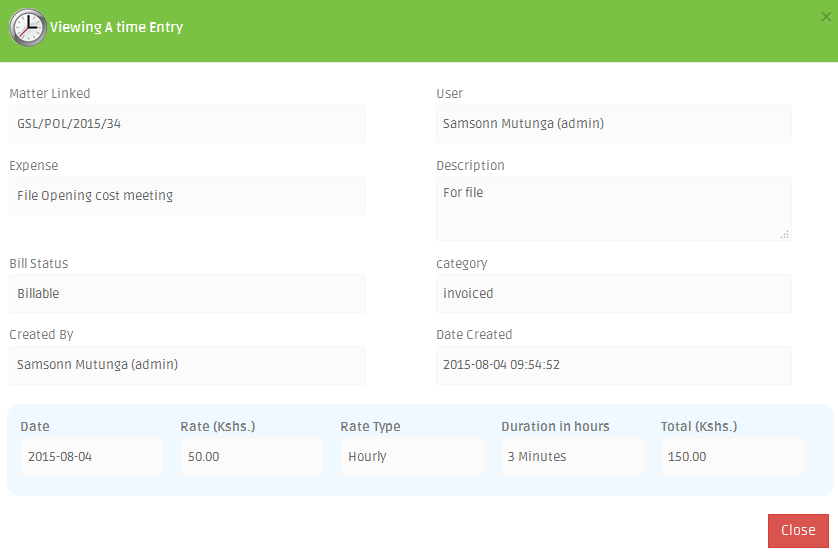 Viewing A time Entry
×
Matter Linked
User
GSL/POL/2015/34
Samsonn Mutunga (admin)
Expense
Description
File Opening cost meeting
For file
Bill Status
category
Billable
invoiced
Created By
Date Created
Samsonn Mutunga (admin)
2015-08-04 09:54:52
Date
Rate (Kshs.)
Rate Type
Duration in hours
Total (Kshs.)
2015-08-04
50.00
Hourly
3 Minutes
150.00
Close